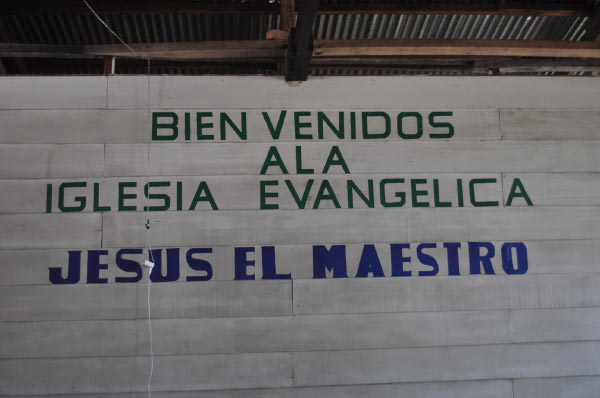 BIEN VENIDOS
ALA
IGLESIA EVANGELICA
JESUS EL MAESTRO